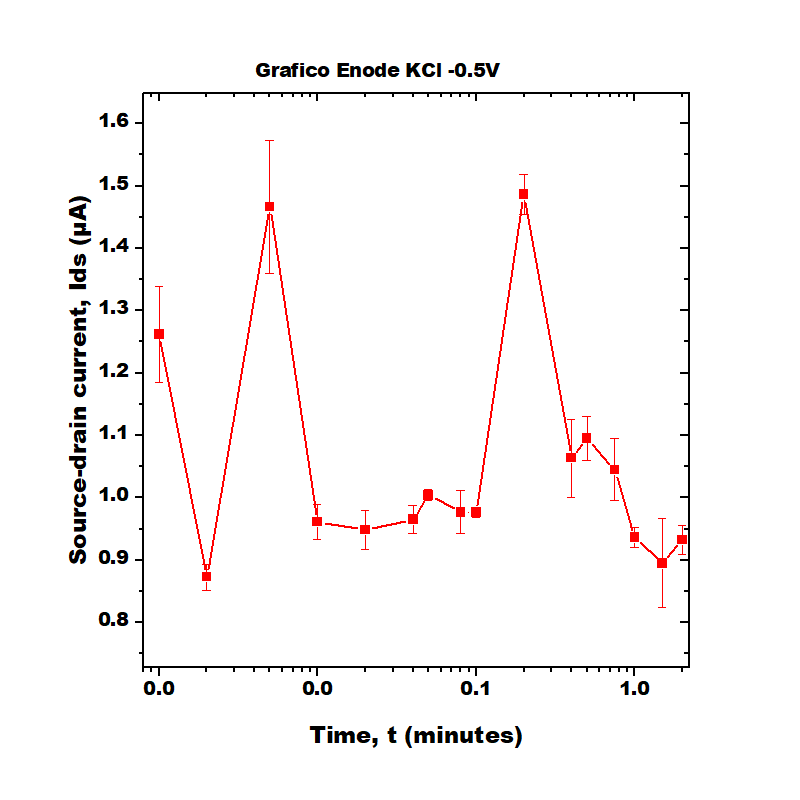 Grafico Enode KCl -0.5V
1.6
1.5
1.4
1.3
1.2
1.1
1.0
0.9
0.8
Source-drain current, Ids (µA)
0.0 0.0 0.1 1.0
Time, t (minutes)